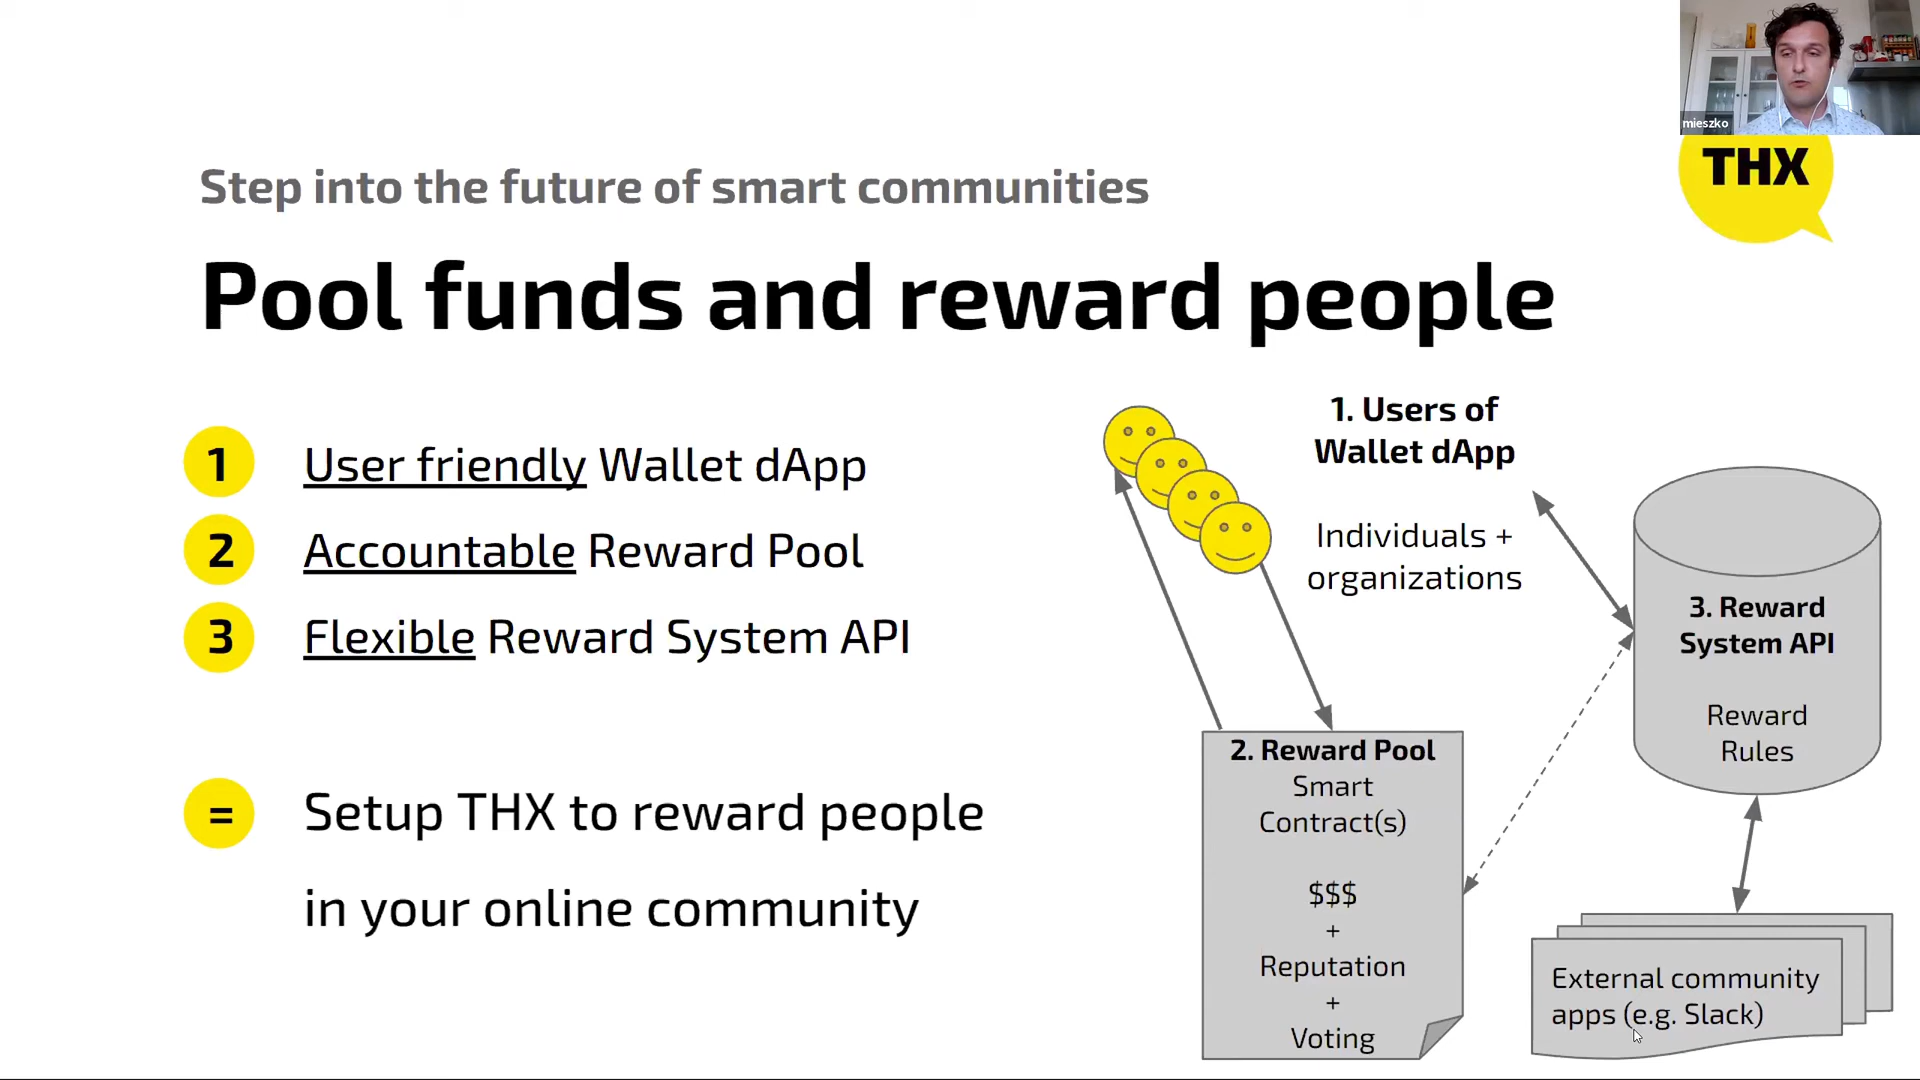 mieszko
THX
Step into the future of smart communities
Pool funds and reward people
1 User friendly Wallet dApp
2 Accountable Reward Pool
3 Flexible Reward System API
= Setup THX to reward people
in your online community
1. Users of
Wallet dApp
Individuals +
organizations
2. Reward Pool
Smart
Contract(s)
$$$
+
Reputation
+
Voting
3. Reward
System API
Reward
Rules
External community
apps (e.g. Slack)